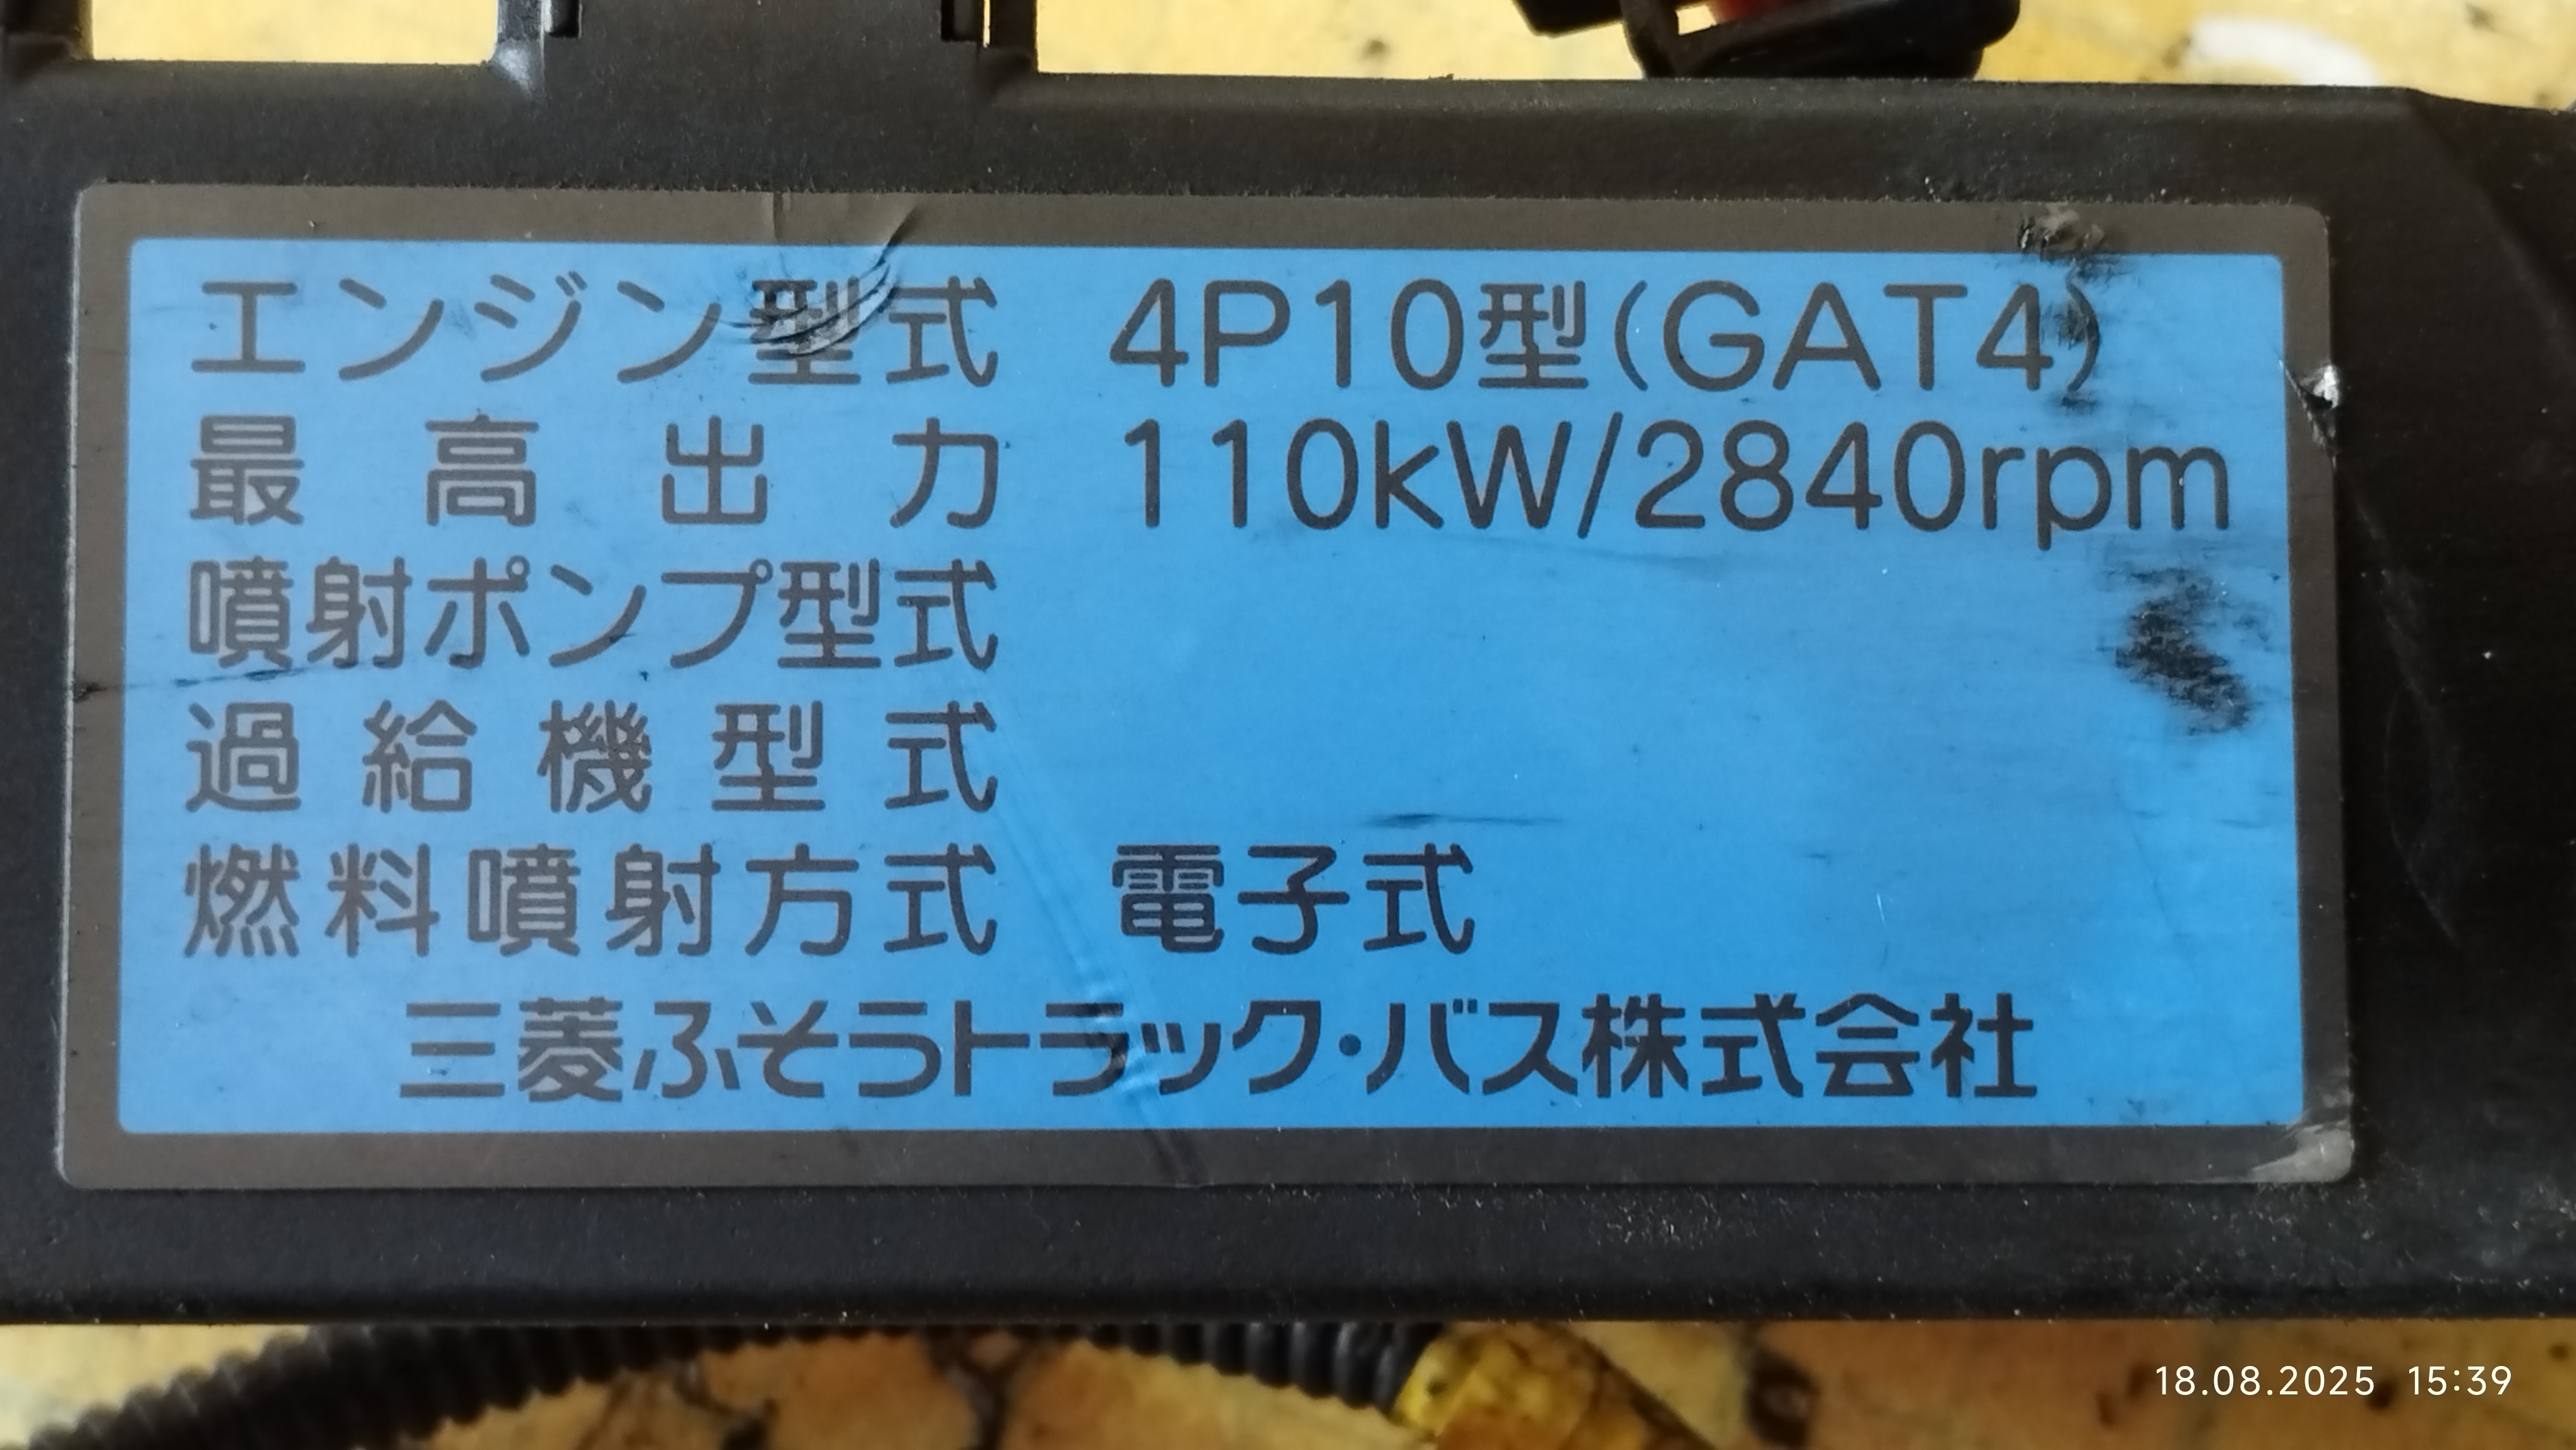 エンジン型式 4P10型(GAT4)
最高出力 110kW/2840rpm
噴射ポンプ型式
過給機型式
燃料噴射方式 電子式
三菱ふそうトラック・バス株式会社
18.08.2025 15:39